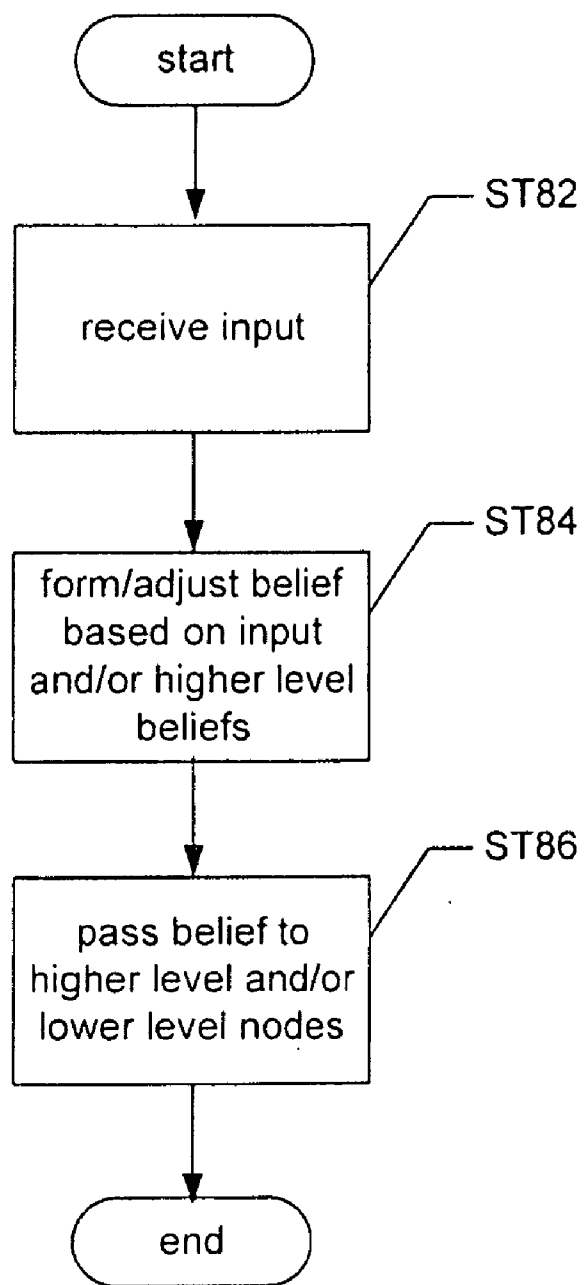 start
ST82
receive input
ST84
form/adjust belief
based on input
and/or higher level
beliefs
ST86
pass belief to
higher level and/or
lower level nodes
end